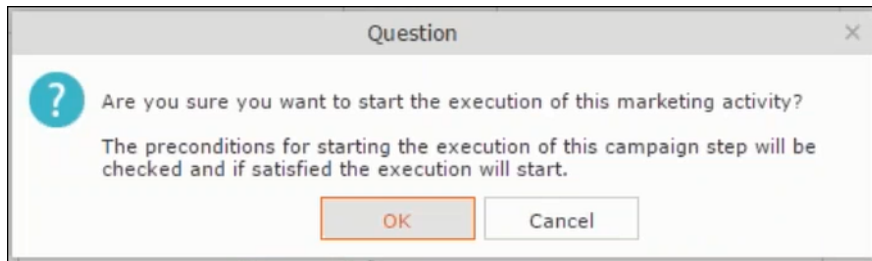 Question
Are you sure you want to start the execution of this marketing activity?
The preconditions for starting the execution of this campaign step will be
checked and if satisfied the execution will start.
OK
Cancel